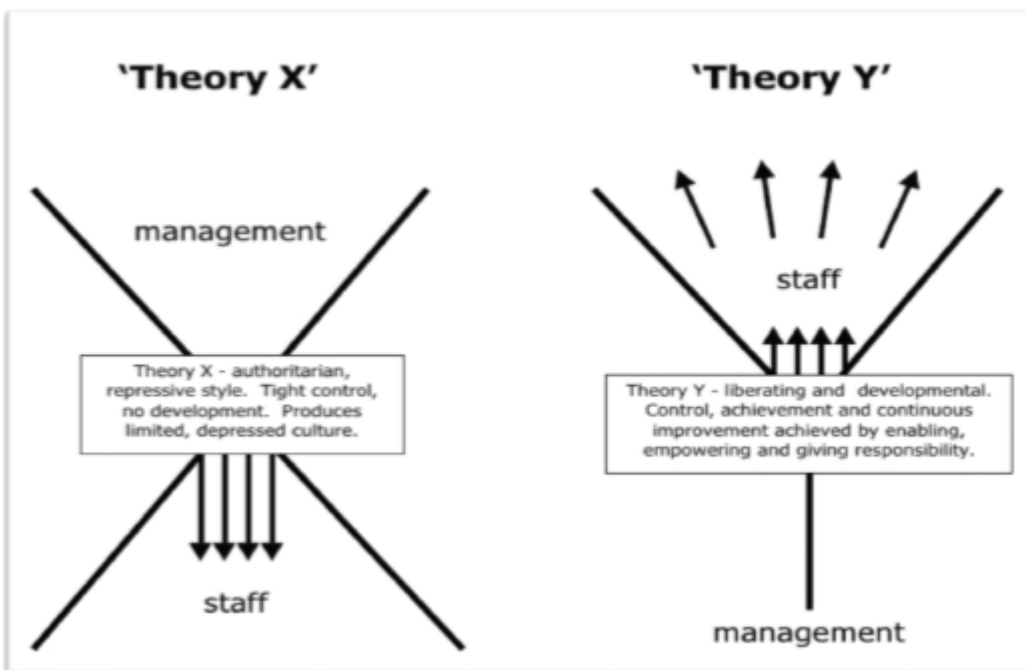 ‘Theory X’
management
Theory X - authoritarian,
repressive style. Tight control,
no development. Produces
limited, depressed culture.
staff
‘Theory Y’
staff
Theory Y - liberating and developmental.
Control, achievement and continuous
improvement achieved by enabling,
empowering and giving responsibility.
management